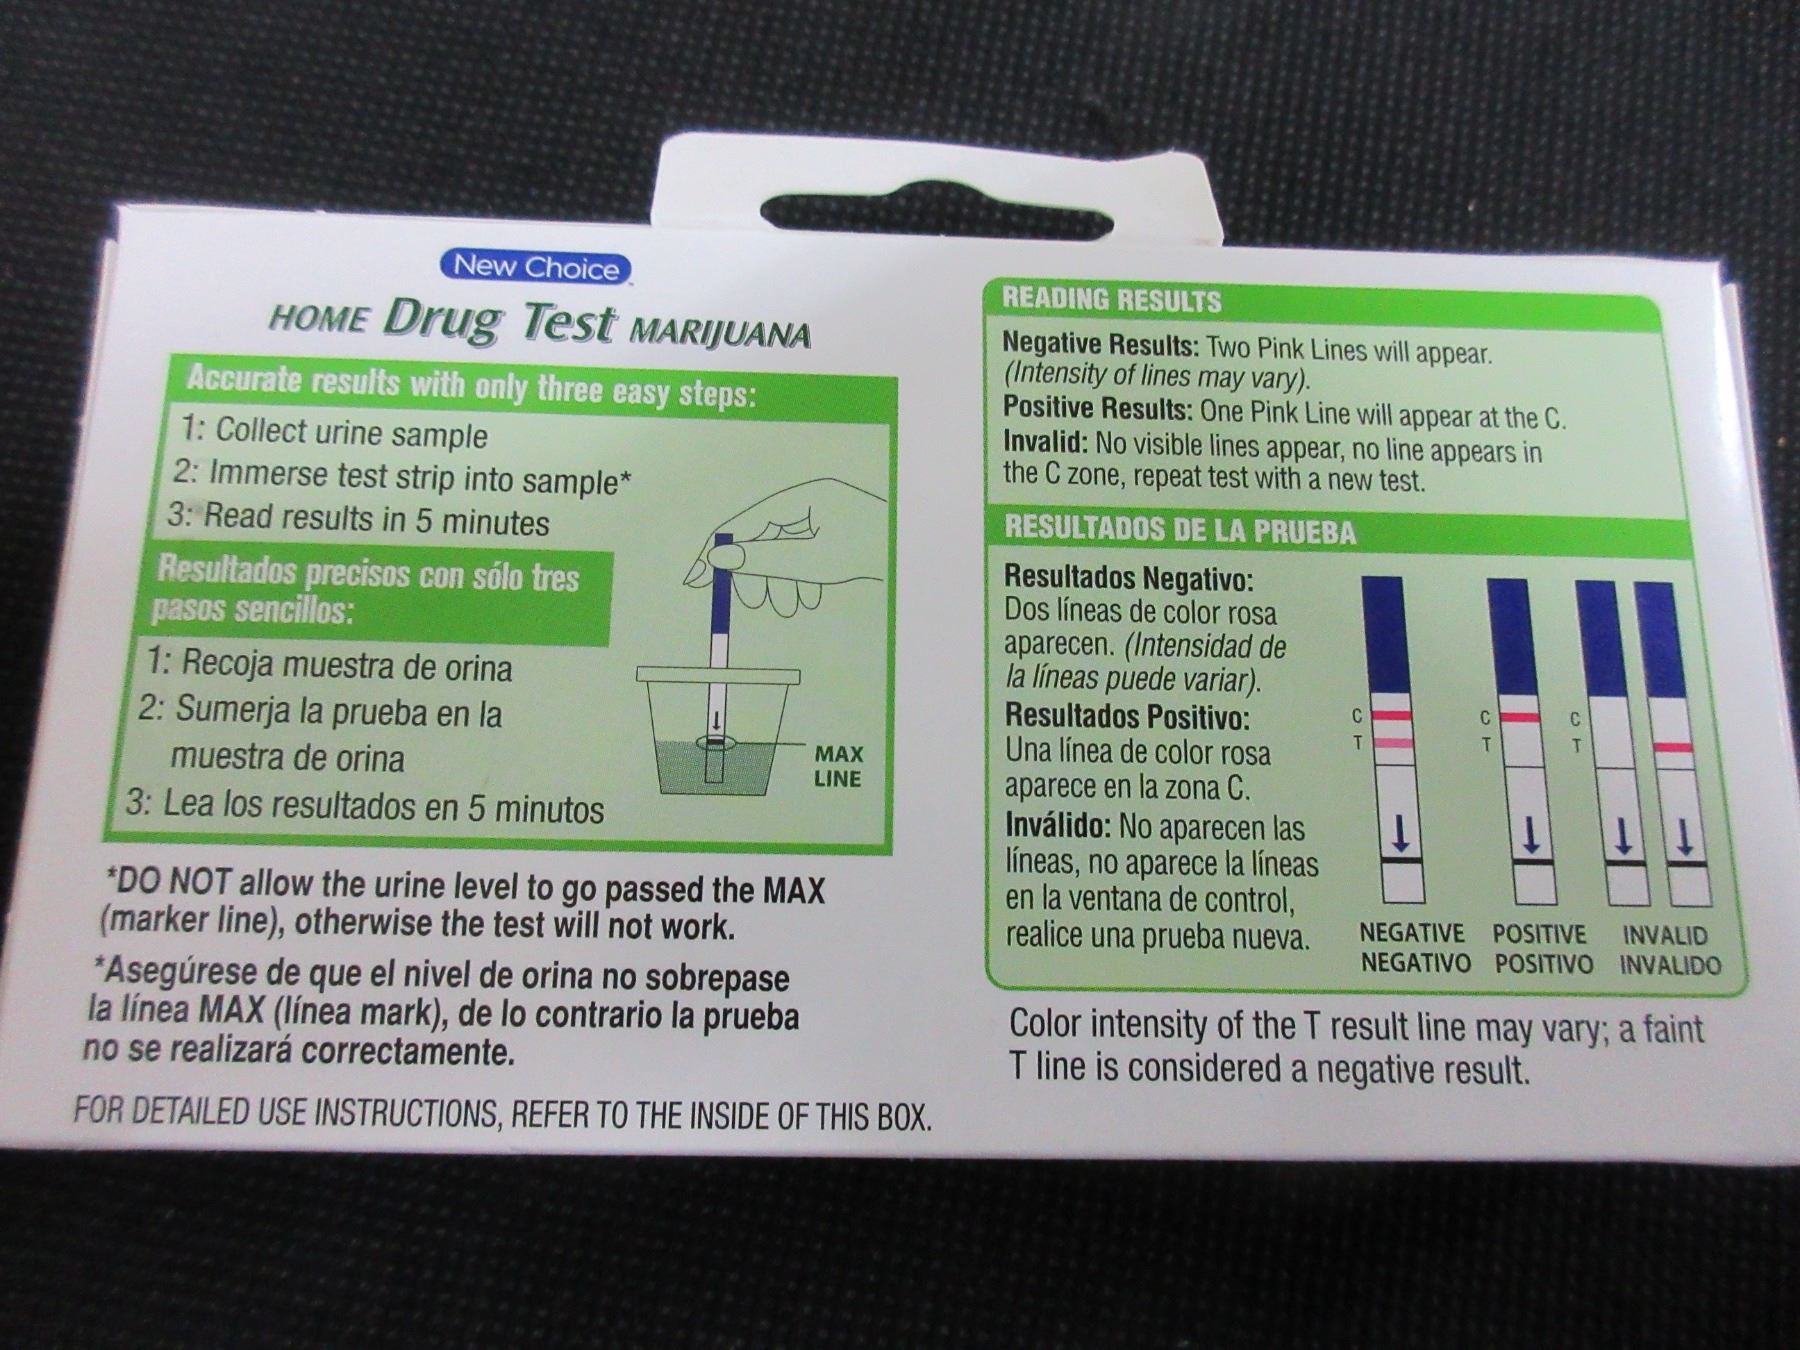 New Choice
HOME Drug Test MARIJUANA
Accurate results with only three easy steps:
1: Collect urine sample
2: Immerse test strip into sample*
3: Read results in 5 minutes
Resultados precisos con sólo tres
pasos sencillos:
1: Recoja muestra de orina
2: Sumerja la prueba en la
muestra de orina
3: Lea los resultados en 5 minutos
MAX
LINE
*DO NOT allow the urine level to go passed the MAX
(marker line), otherwise the test will not work.
*Asegúrese de que el nivel de orina no sobrepase
la línea MAX (línea mark), de lo contrario la prueba
no se realizará correctamente.
FOR DETAILED USE INSTRUCTIONS, REFER TO THE INSIDE OF THIS BOX.
READING RESULTS
Negative Results: Two Pink Lines will appear.
(Intensity of lines may vary).
Positive Results: One Pink Line will appear at the C.
Invalid: No visible lines appear, no line appears in
the C zone, repeat test with a new test.
RESULTADOS DE LA PRUEBA
Resultados Negativo:
Dos líneas de color rosa
aparecen. (Intensidad de
la líneas puede variar).
Resultados Positivo:
Una línea de color rosa
aparece en la zona C.
Inválido: No aparecen las
líneas, no aparece la líneas
en la ventana de control,
realice una prueba nueva.
C C C
T T T
NEGATIVE POSITIVE INVALID
NEGATIVO POSITIVO INVALIDO
Color intensity of the T result line may vary; a faint
T line is considered a negative result.